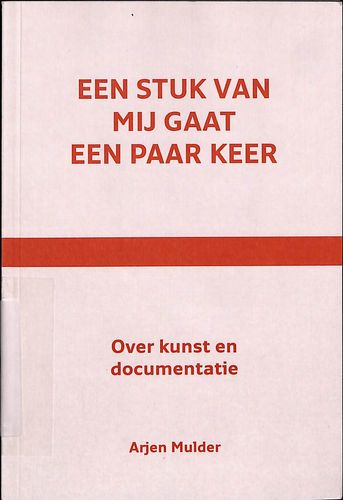 EEN STUK VAN
MIJ GAAT
EEN PAAR KEER
Over kunst en
documentatie
Arjen Mulder